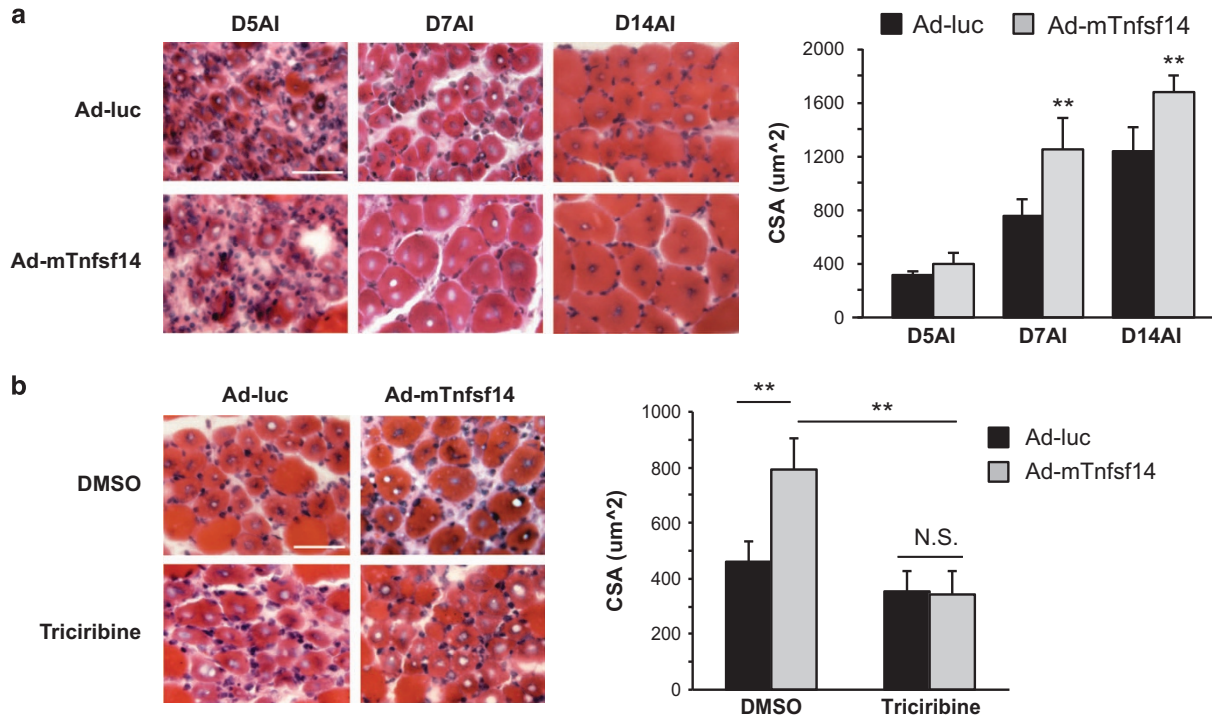 a
D5AI D7AI D14AI
Ad-luc
Ad-mTnfsf14
Ad-luc Ad-mTnfsf14
2000
1600
1200
800
400
0
CSA (um^2)
** **
D5AI D7AI D14AI
b
Ad-luc Ad-mTnfsf14
DMSO
Triciribine
1000
800
600
400
200
0
CSA (um^2)
** **
N.S.
Ad-luc
Ad-mTnfsf14
DMSO Triciribine